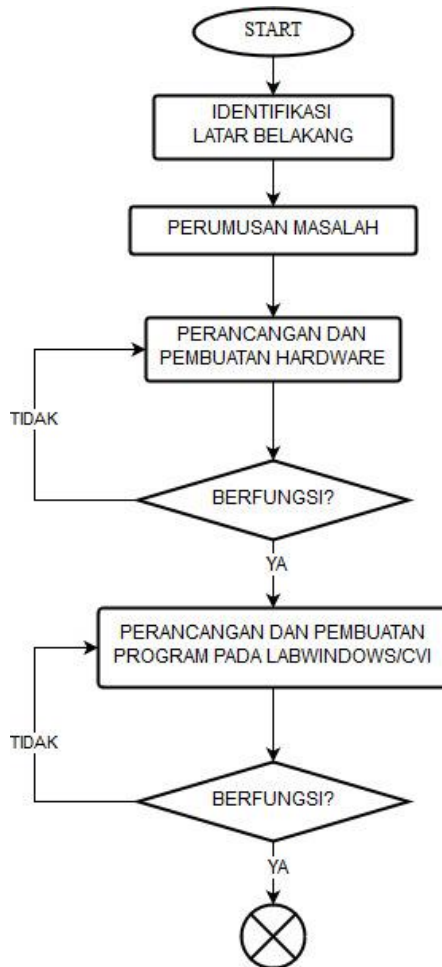 START
IDENTIFIKASI
LATAR BELAKANG
PERUMUSAN MASALAH
PERANCANGAN DAN
PEMBUATAN HARDWARE
TIDAK
BERFUNGSI?
YA
PERANCANGAN DAN PEMBUATAN
PROGRAM PADA LABWINDOWS/CVI
TIDAK
BERFUNGSI?
YA